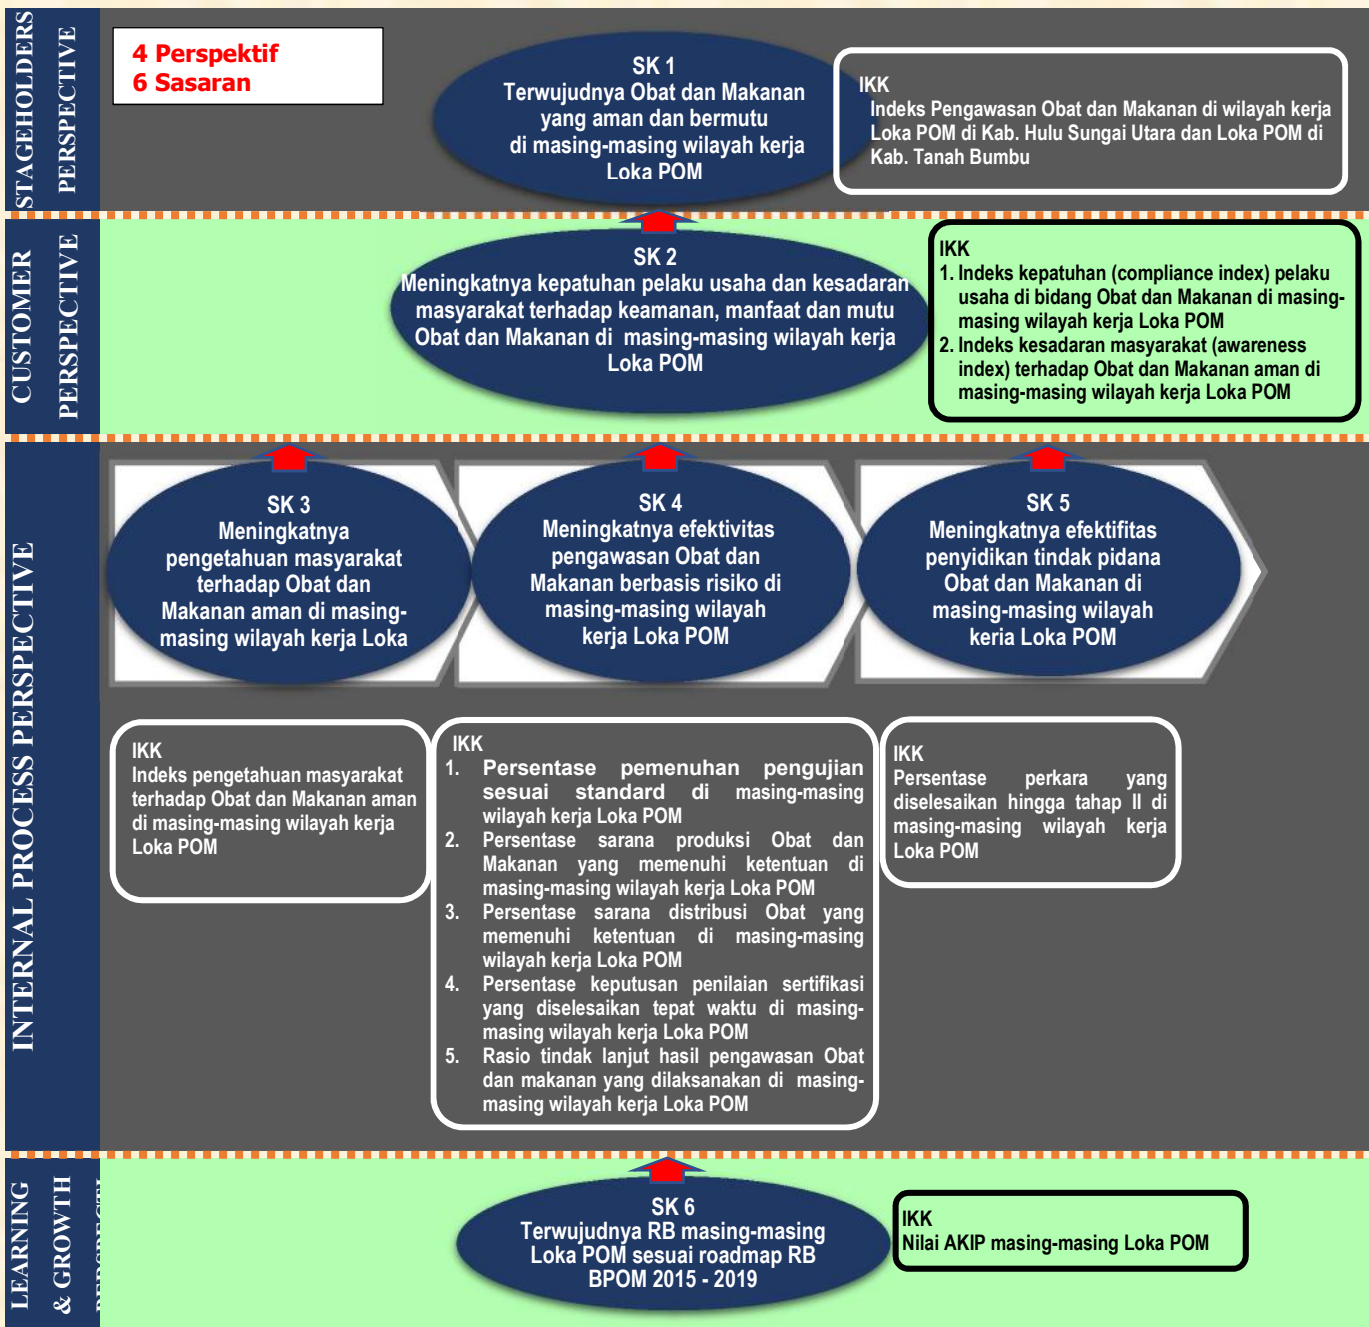 STAGEHOLDERS
PERSPECTIVE
4 Perspektif
6 Sasaran
SK 1
Terwujudnya Obat dan Makanan
yang aman dan bermutu
di masing-masing wilayah kerja
Loka POM
IKK
Indeks Pengawasan Obat dan Makanan di wilayah kerja
Loka POM di Kab. Hulu Sungai Utara dan Loka POM di
Kab. Tanah Bumbu
CUSTOMER
PERSPECTIVE
SK 2
Meningkatnya kepatuhan pelaku usaha dan kesadaran
masyarakat terhadap keamanan, manfaat dan mutu
Obat dan Makanan di masing-masing wilayah kerja
Loka POM
IKK
1. Indeks kepatuhan (compliance index) pelaku
usaha di bidang Obat dan Makanan di masing-
masing wilayah kerja Loka POM
2. Indeks kesadaran masyarakat (awareness
index) terhadap Obat dan Makanan aman di
masing-masing wilayah kerja Loka POM
INTERNAL PROCESS PERSPECTIVE
SK 3
Meningkatnya
pengetahuan masyarakat
terhadap Obat dan
Makanan aman di masing-
masing wilayah kerja Loka
SK 4
Meningkatnya efektivitas
pengawasan Obat dan
Makanan berbasis risiko di
masing-masing wilayah
kerja Loka POM
SK 5
Meningkatnya efektifitas
penyidikan tindak pidana
Obat dan Makanan di
masing-masing wilayah
kerja Loka POM
IKK
Indeks pengetahuan masyarakat
terhadap Obat dan Makanan aman
di masing-masing wilayah kerja
Loka POM
IKK
1. Persentase pemenuhan pengujian
sesuai standard di masing-masing
wilayah kerja Loka POM
2. Persentase sarana produksi Obat dan
Makanan yang memenuhi ketentuan di
masing-masing wilayah kerja Loka POM
3. Persentase sarana distribusi Obat yang
memenuhi ketentuan di masing-masing
wilayah kerja Loka POM
4. Persentase keputusan penilaian sertifikasi
yang diselesaikan tepat waktu di masing-
masing wilayah kerja Loka POM
5. Rasio tindak lanjut hasil pengawasan Obat
dan makanan yang dilaksanakan di masing-
masing wilayah kerja Loka POM
IKK
Persentase perkara yang
diselesaikan hingga tahap II di
masing-masing wilayah kerja
Loka POM
LEARNING
& GROWTH
SK 6
Terwujudnya RB masing-masing
Loka POM sesuai roadmap RB
BPOM 2015 - 2019
IKK
Nilai AKIP masing-masing Loka POM